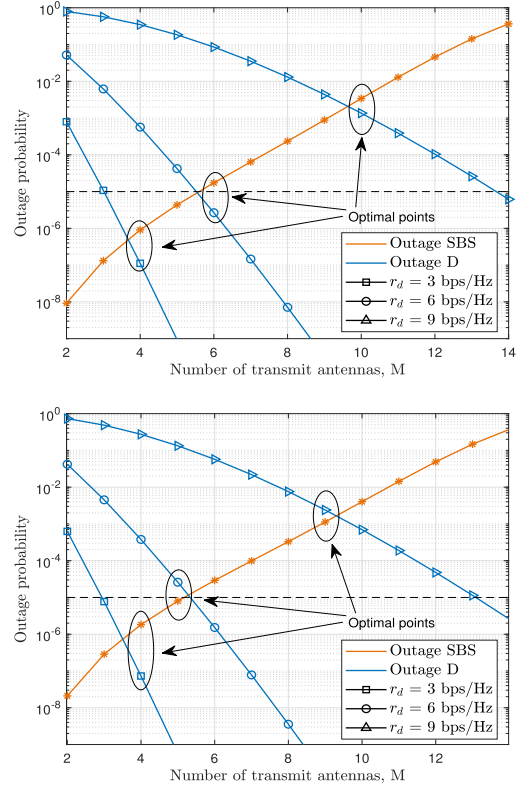 10^0
10^-2
10^-4
10^-6
10^-8
Outage probability
Optimal points
Outage SBS
Outage D
r_d = 3 bps/Hz
r_d = 6 bps/Hz
r_d = 9 bps/Hz
2 4 6 8 10 12 14
Number of transmit antennas, M
10^0
10^-2
10^-4
10^-6
10^-8
Outage probability
Optimal points
Outage SBS
Outage D
r_d = 3 bps/Hz
r_d = 6 bps/Hz
r_d = 9 bps/Hz
2 4 6 8 10 12
Number of transmit antennas, M